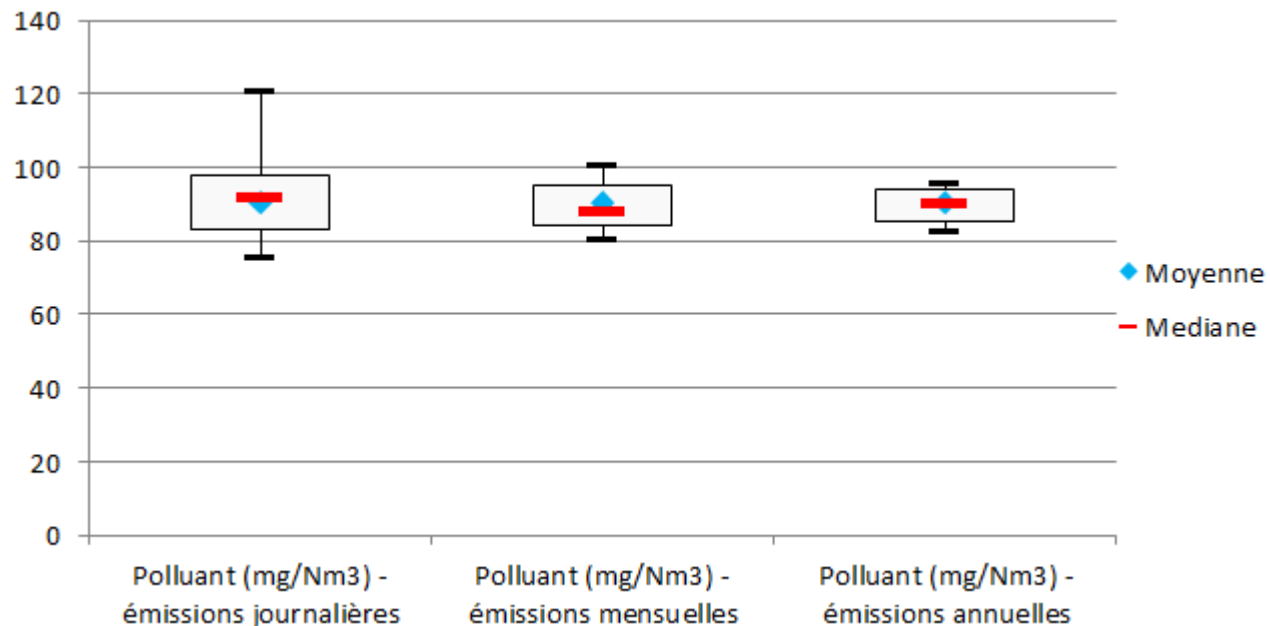 140
120
100
80
60
40
20
0
Polluant (mg/Nm3) -
émissions journalières
Polluant (mg/Nm3) -
émissions mensuelles
Polluant (mg/Nm3) -
émissions annuelles
Moyenne
Mediane